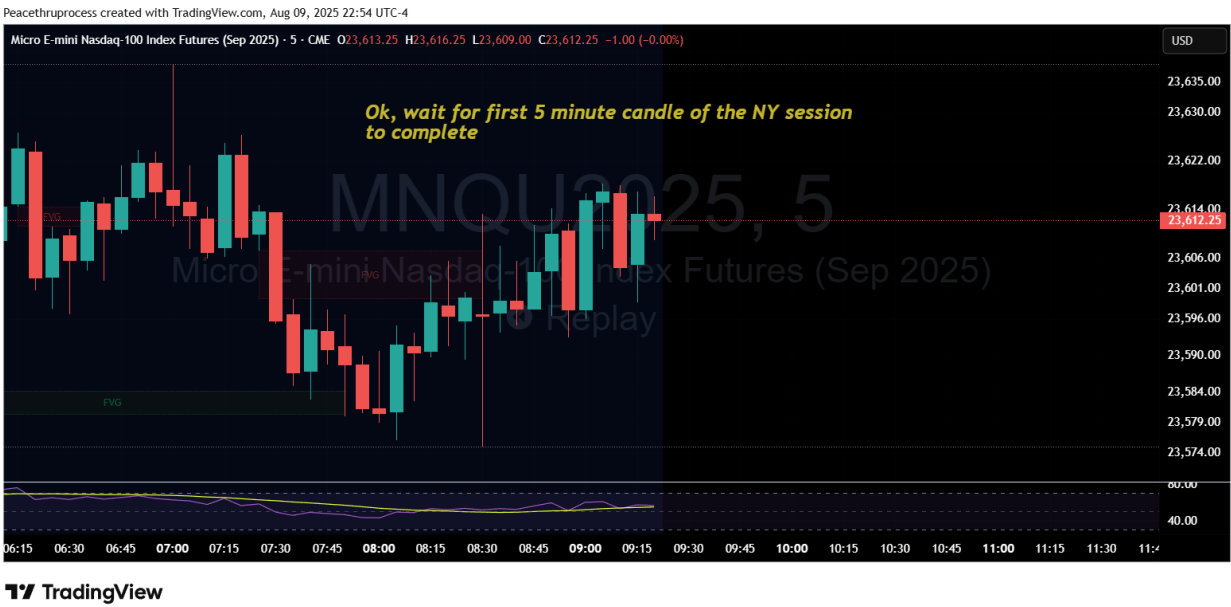 Peacethruprocess created with TradingView.com, Aug 09, 2025 22:54 UTC-4
Micro E-mini Nasdaq-100 Index Futures (Sep 2025) · 5 · CME O23,613.25 H23,616.25 L23,609.00 C23,612.25 −1.00 (−0.00%)
USD
Ok, wait for first 5 minute candle of the NY session
to complete
MNQU2025, 5
Micro E-mini Nasdaq-100 Index Futures (Sep 2025)
Replay
FVG
FVG
FVG
23,635.00
23,630.00
23,622.00
23,614.00
23,612.25
23,606.00
23,601.00
23,596.00
23,590.00
23,584.00
23,579.00
23,574.00
80.00
40.00
06:15 06:30 06:45 07:00 07:15 07:30 07:45 08:00 08:15 08:30 08:45 09:00 09:15 09:30 09:45 10:00 10:15 10:30 10:45 11:00 11:15 11:30
TradingView